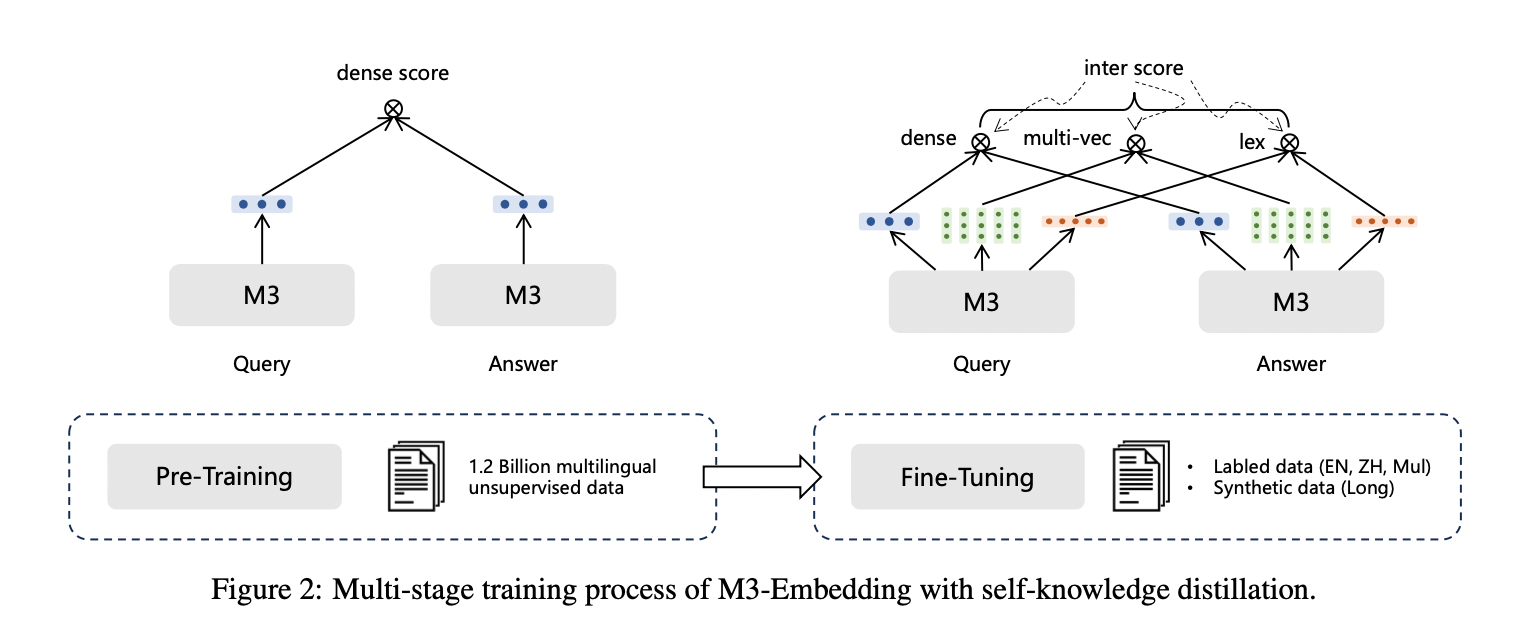 dense score
M3
M3
Query
Answer
inter score
dense
multi-vec
lex
M3
M3
Query
Answer
Pre-Training
1.2 Billion multilingual
unsupervised data
Fine-Tuning
• Labled data (EN, ZH, Mul)
• Synthetic data (Long)
Figure 2: Multi-stage training process of M3-Embedding with self-knowledge distillation.